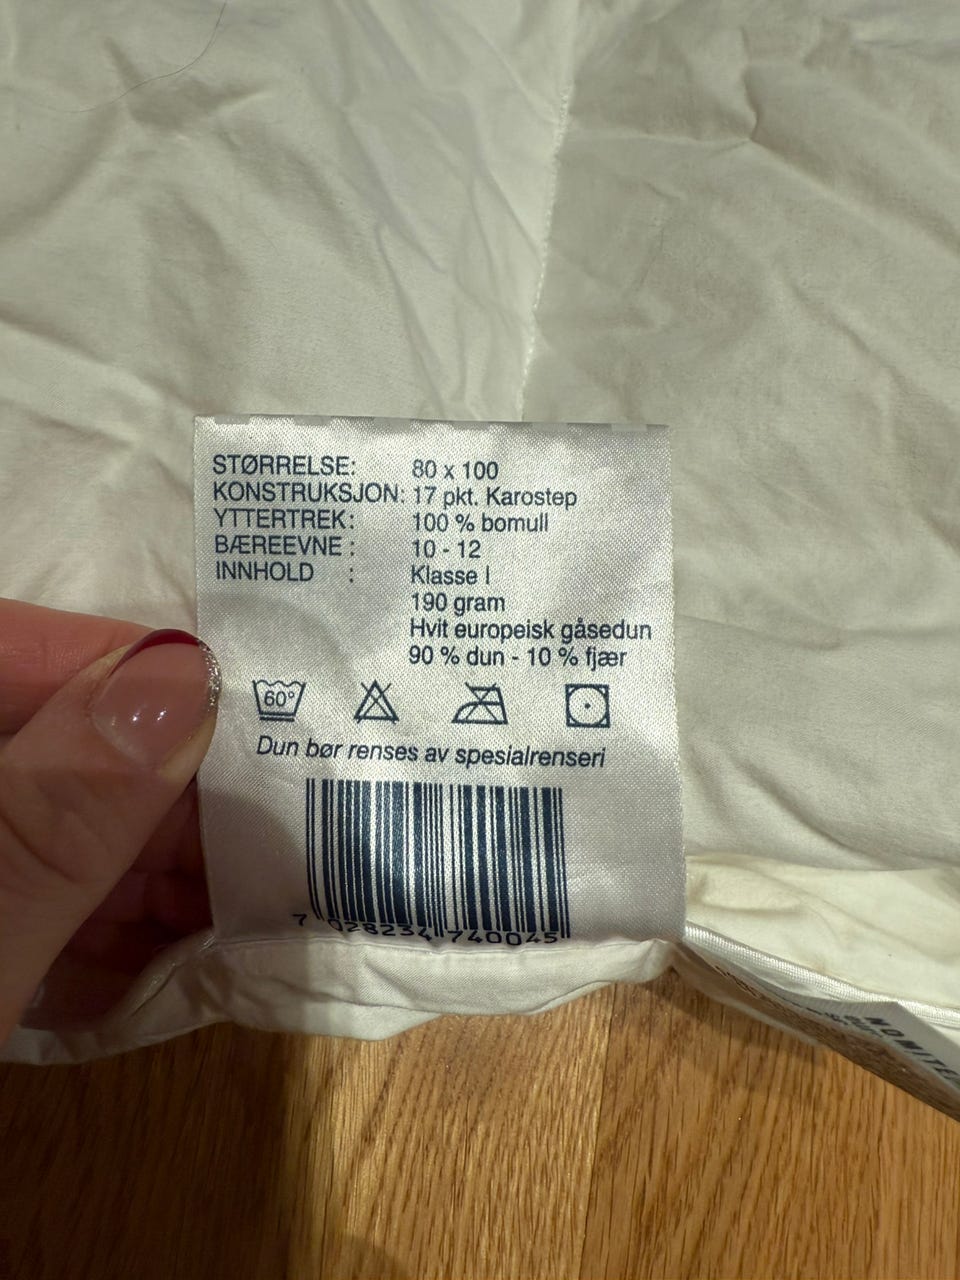 STØRRELSE: 80 x 100
KONSTRUKSJON: 17 pkt. Karostep
YTTERTREK: 100 % bomull
BÆREEVNE : 10 - 12
INNHOLD : Klasse I
190 gram
Hvit europeisk gåsedun
90 % dun - 10 % fjær
60°
Dun bør renses av spesialrenseri
7 028234 740045
NOMITE